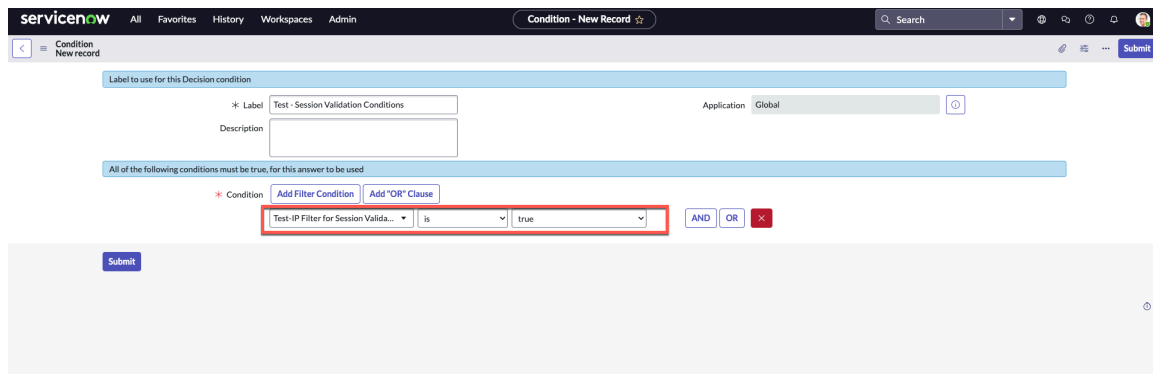 servicenow All Favorites History Workspaces Admin Condition - New Record Search
Condition
New record
Submit
Label to use for this Decision condition
Label Test - Session Validation Conditions Application Global
Description
All of the following conditions must be true, for this answer to be used
Condition Add Filter Condition Add "OR" Clause
Test-IP Filter for Session Valida... is true AND OR
Submit